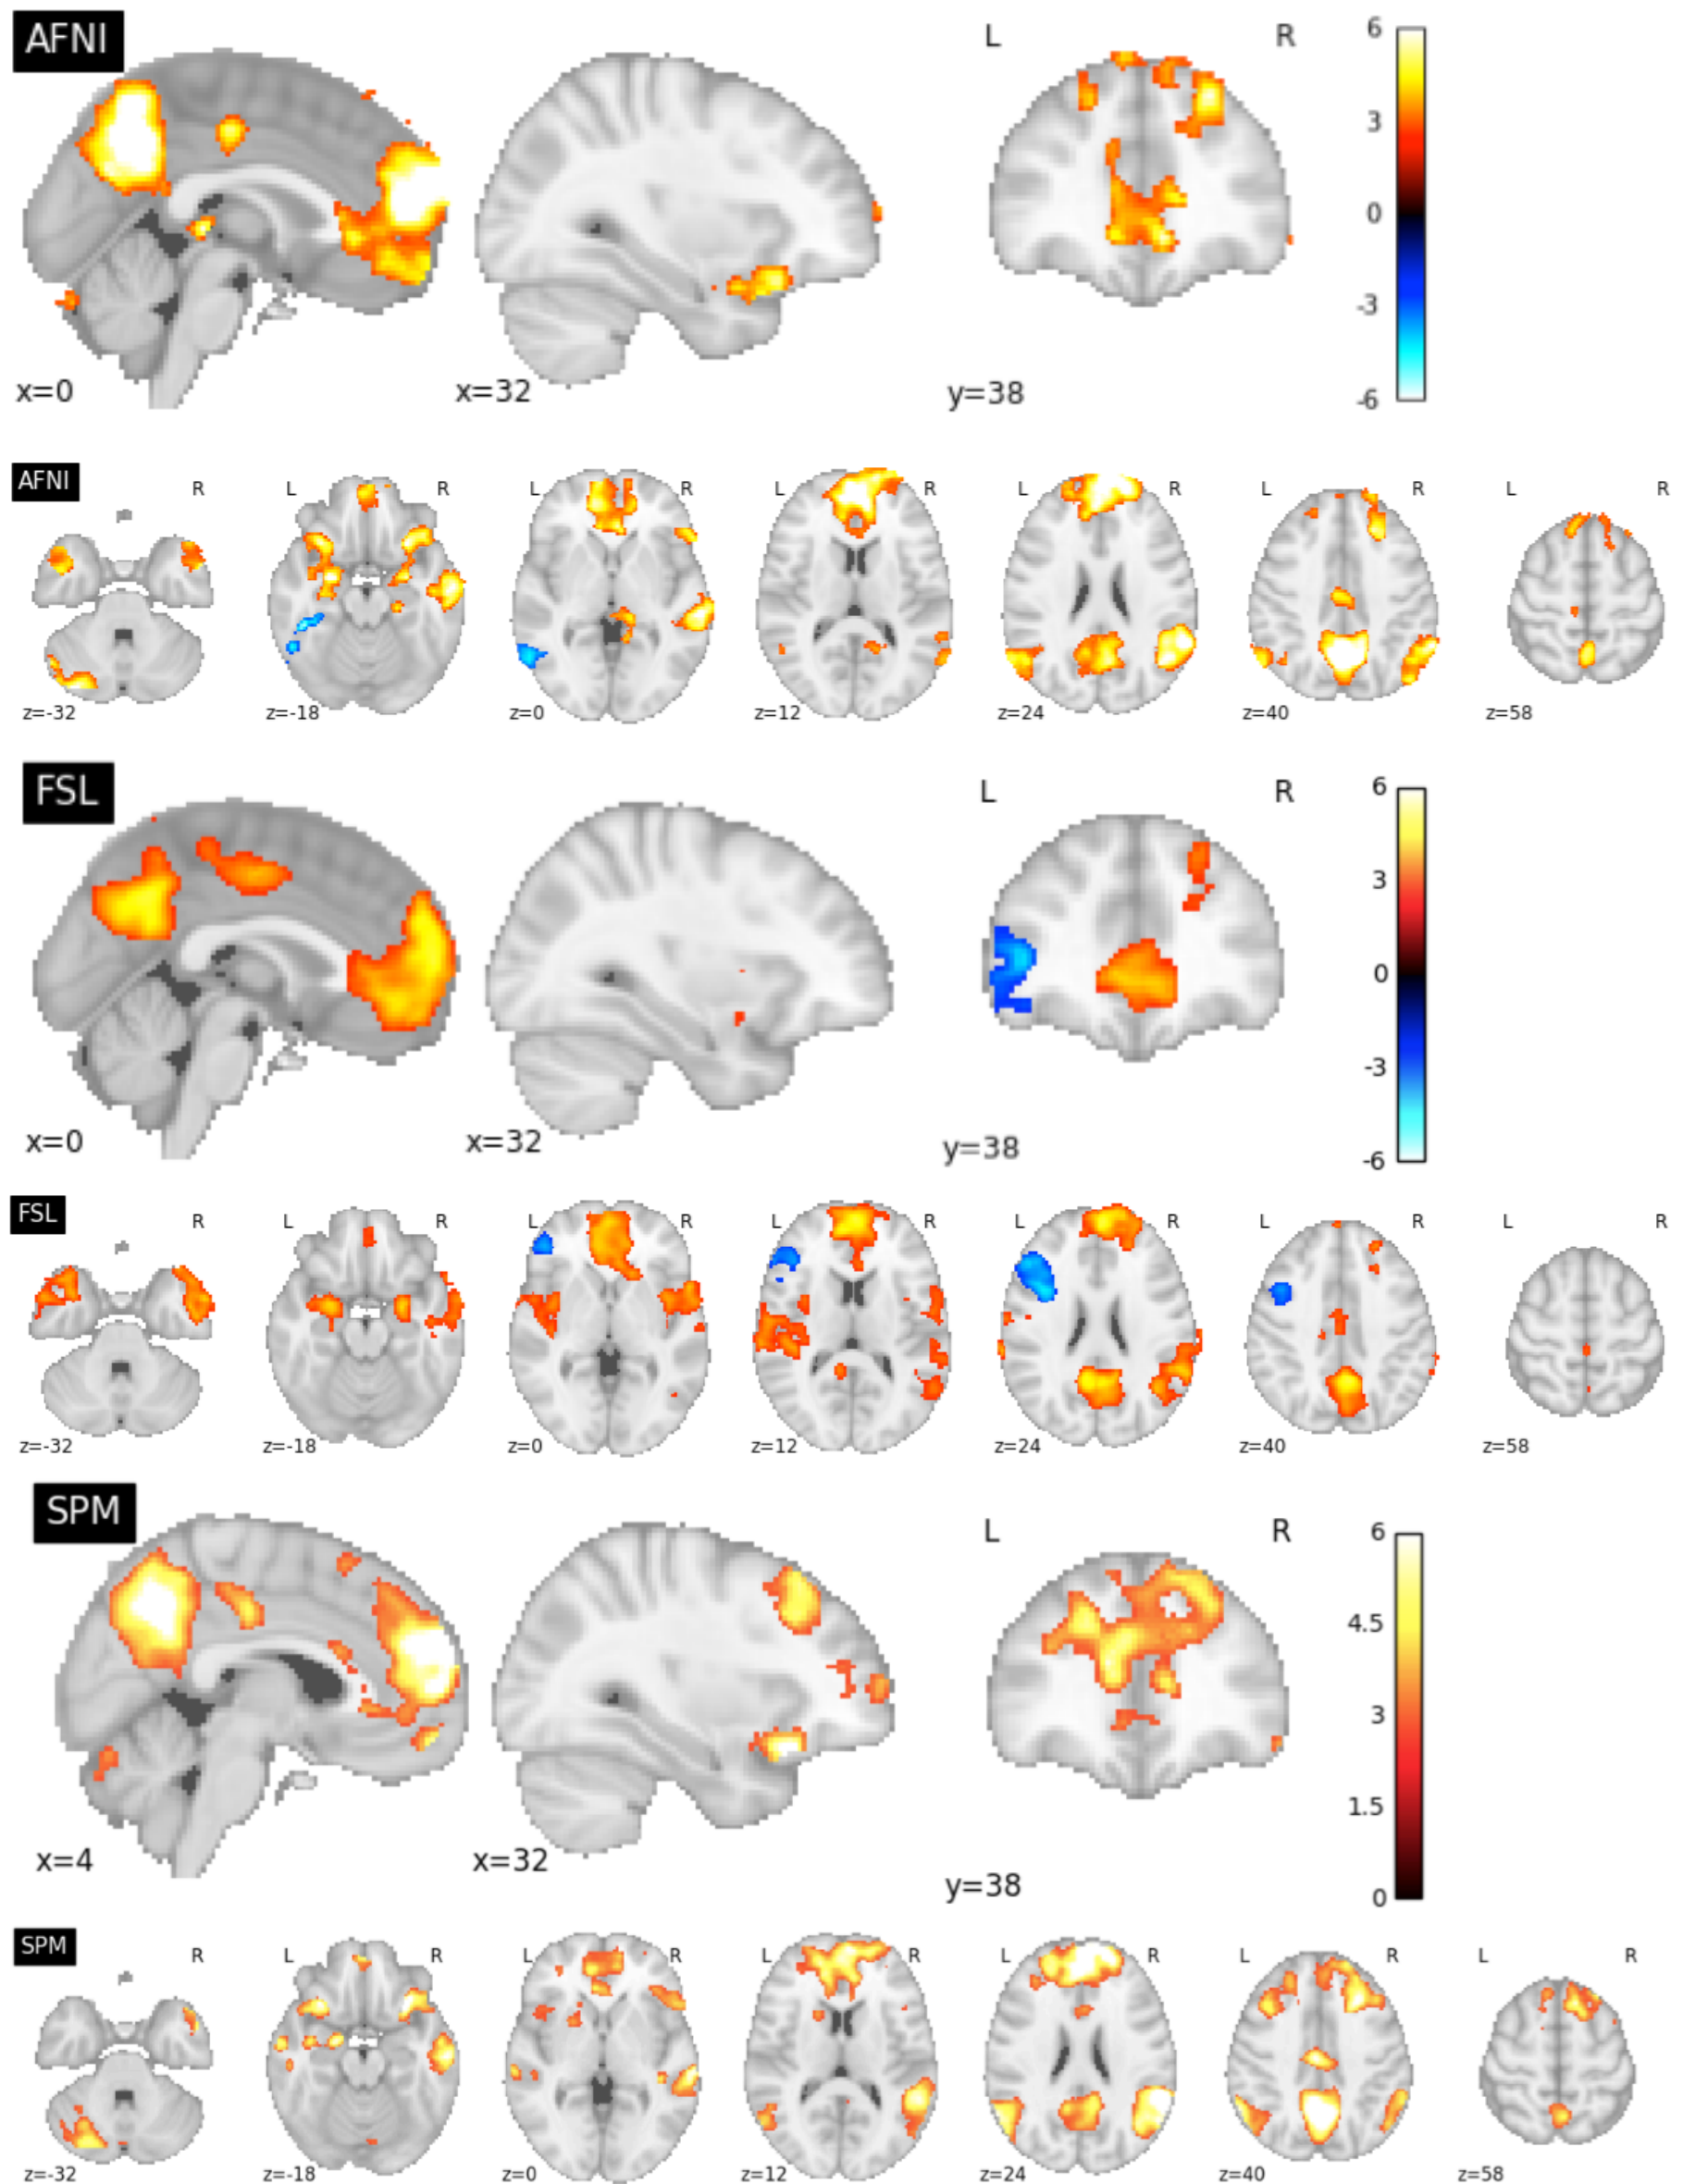 AFNI
L R
6
3
0
-3
-6
x=0 x=32 y=38
AFNI R L R L R L R L R L R L R
z=-32 z=-18 z=0 z=12 z=24 z=40 z=58
FSL
L R
6
3
0
-3
-6
x=0 x=32 y=38
FSL R L R L R L R L R L R L R
z=-32 z=-18 z=0 z=12 z=24 z=40 z=58
SPM
L R
6
4.5
3
1.5
0
x=4 x=32 y=38
SPM R L R L R L R L R L R L R
z=-32 z=-18 z=0 z=12 z=24 z=40 z=58